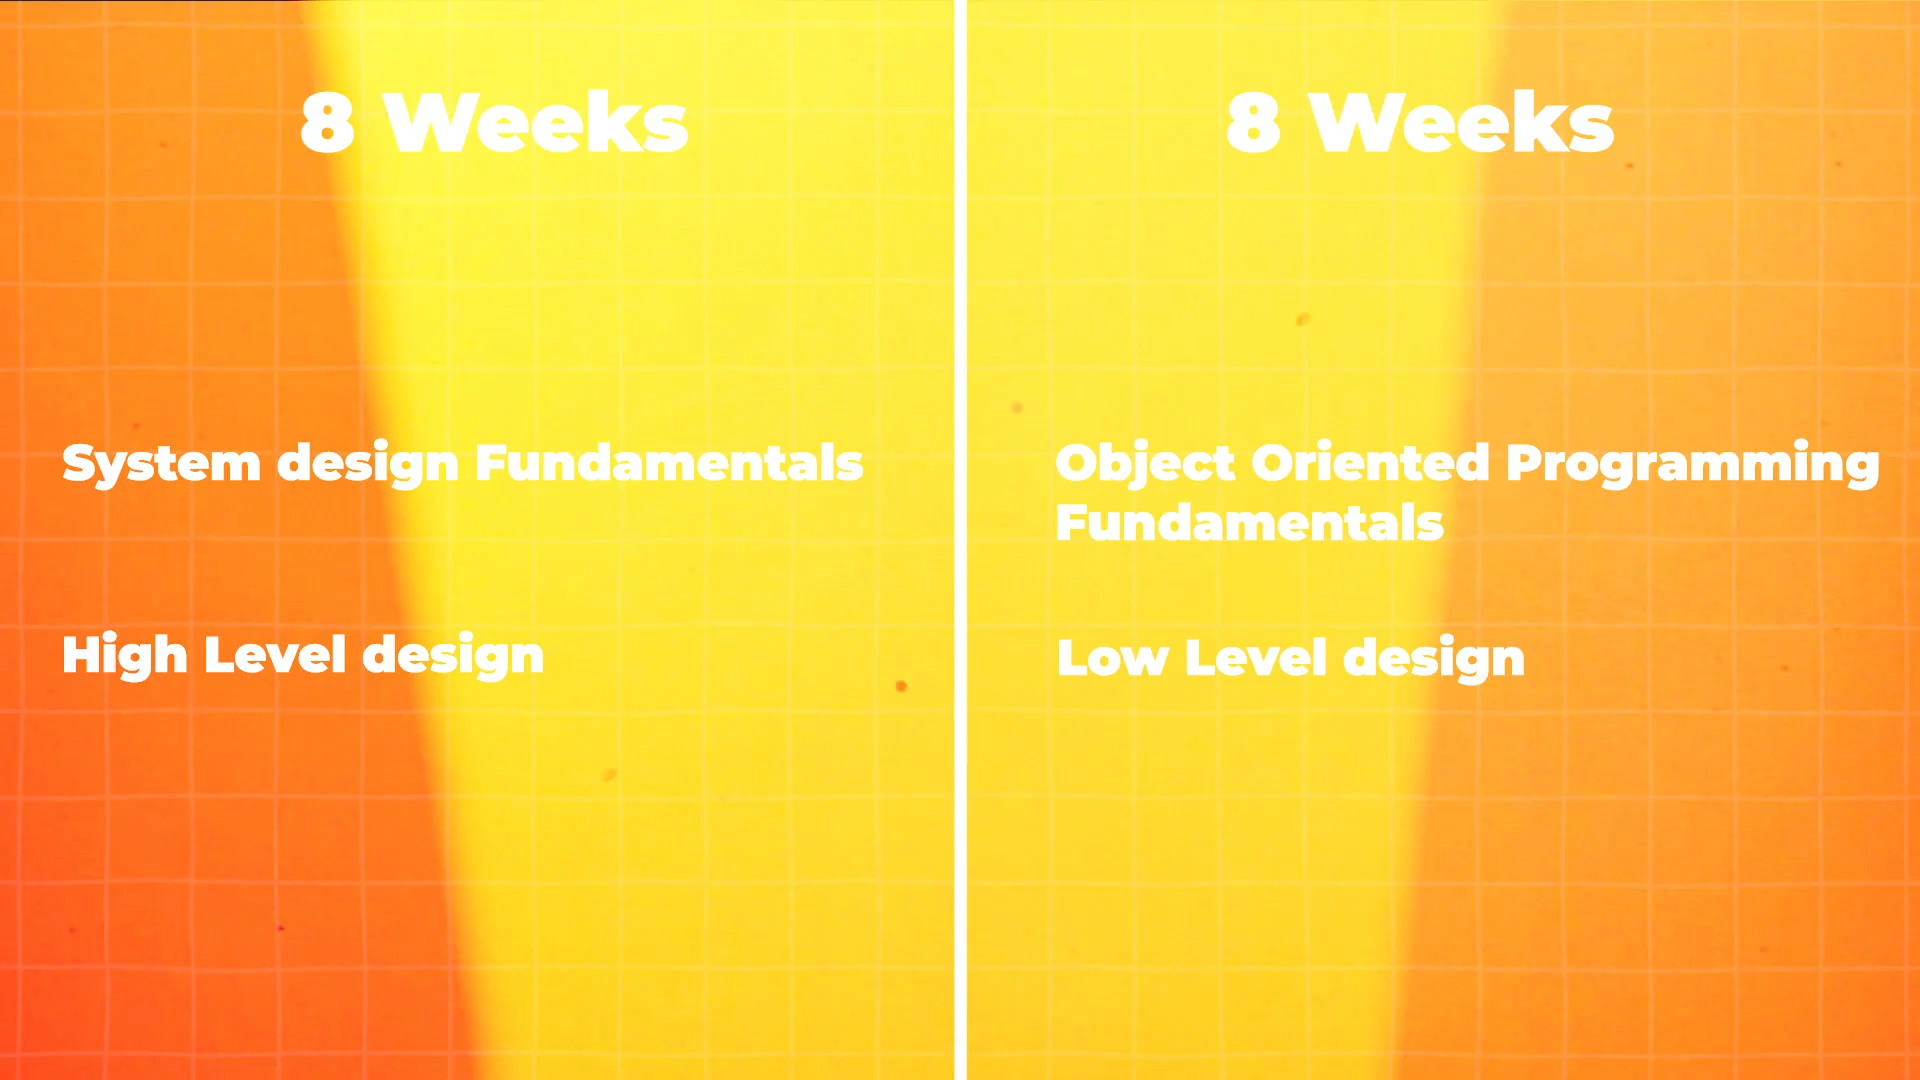 8 Weeks
System design Fundamentals
High Level design
8 Weeks
Object Oriented Programming
Fundamentals
Low Level design